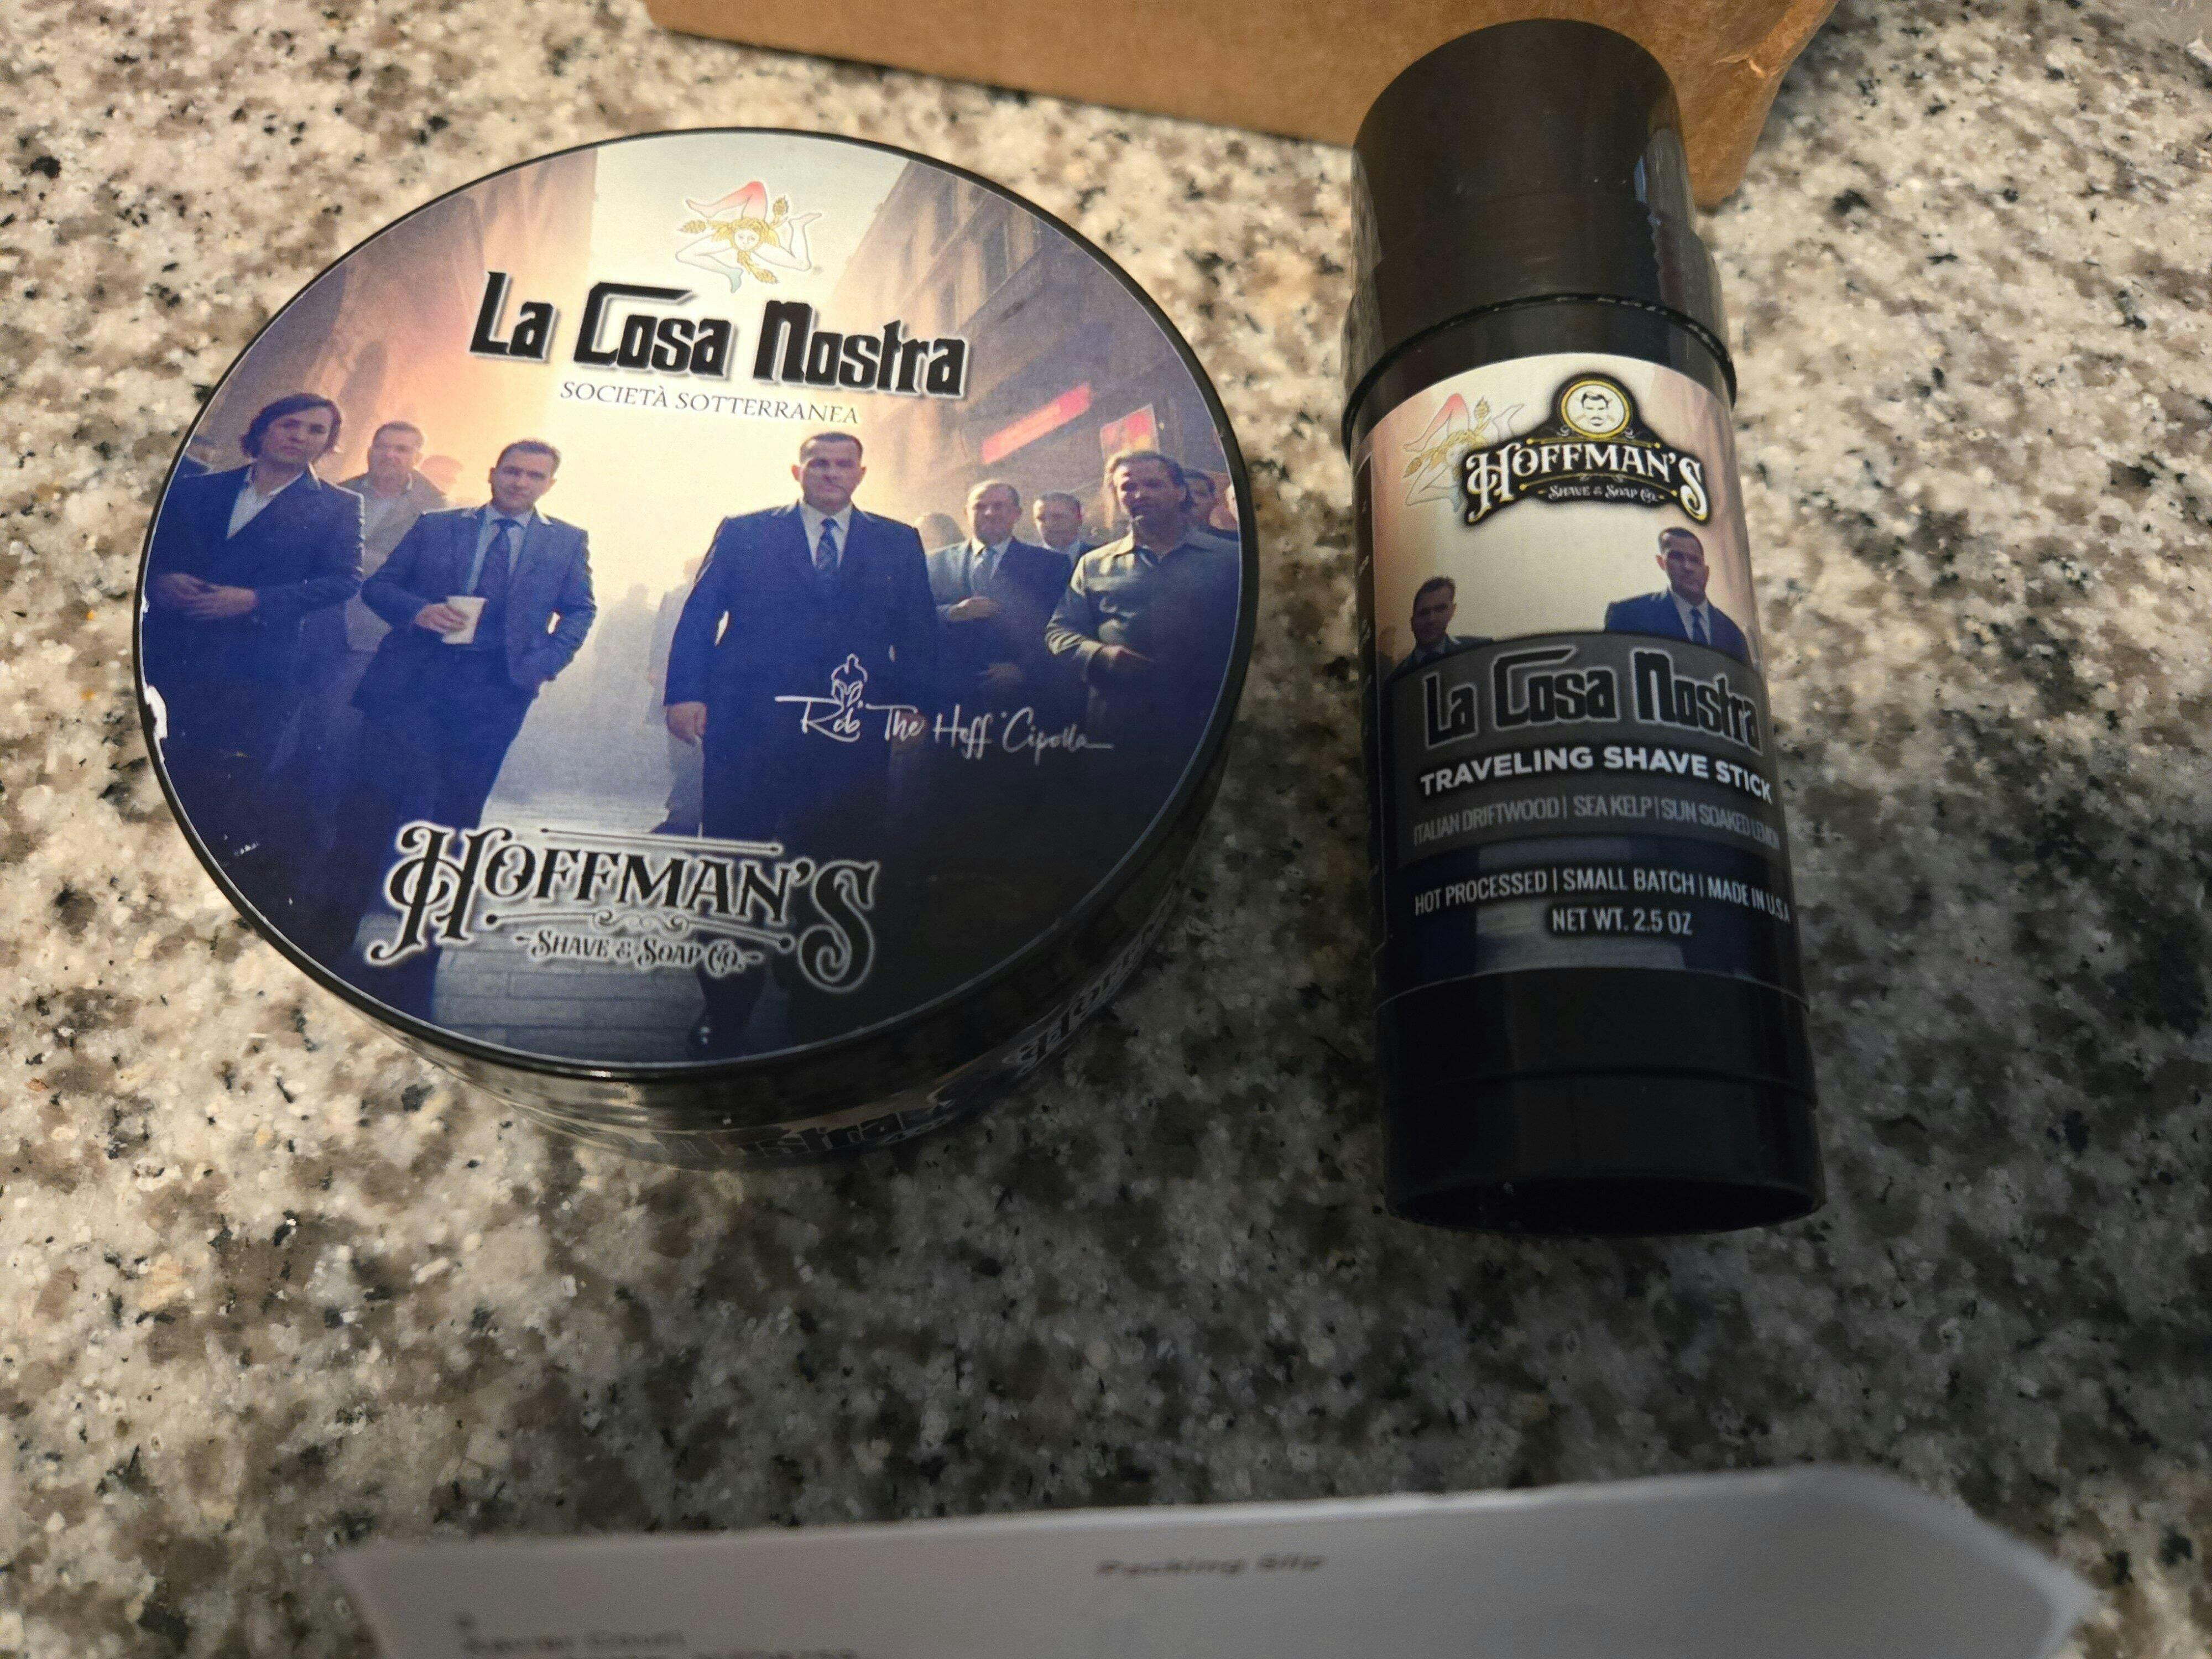 La Cosa Nostra
SOCIETÀ SOTTERRANEA
Rob "The Hoff" Cipolla
HOFFMAN'S
-SHAVE & SOAP CO.-
HOFFMAN'S
-SHAVE & SOAP CO.-
La Cosa Nostra
TRAVELING SHAVE STICK
ITALIAN DRIFTWOOD | SEA KELP | SUN SOAKED LEMON
HOT PROCESSED | SMALL BATCH | MADE IN U.S.A
NET WT. 2.5 OZ
Packing Slip